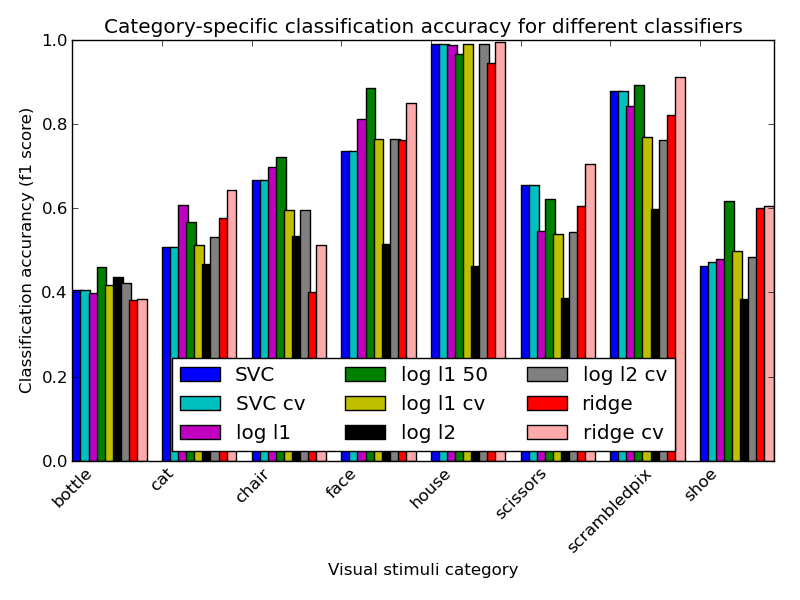 Category-specific classification accuracy for different classifiers
Classification accurancy (f1 score)
1.0
0.8
0.6
0.4
0.2
0.0
SVC
SVC cv
log l1
log l1 50
log l1 cv
log l2
log l2 cv
ridge
ridge cv
bottle
cat
chair
face
house
scissors
scrambledpix
shoe
Visual stimuli category